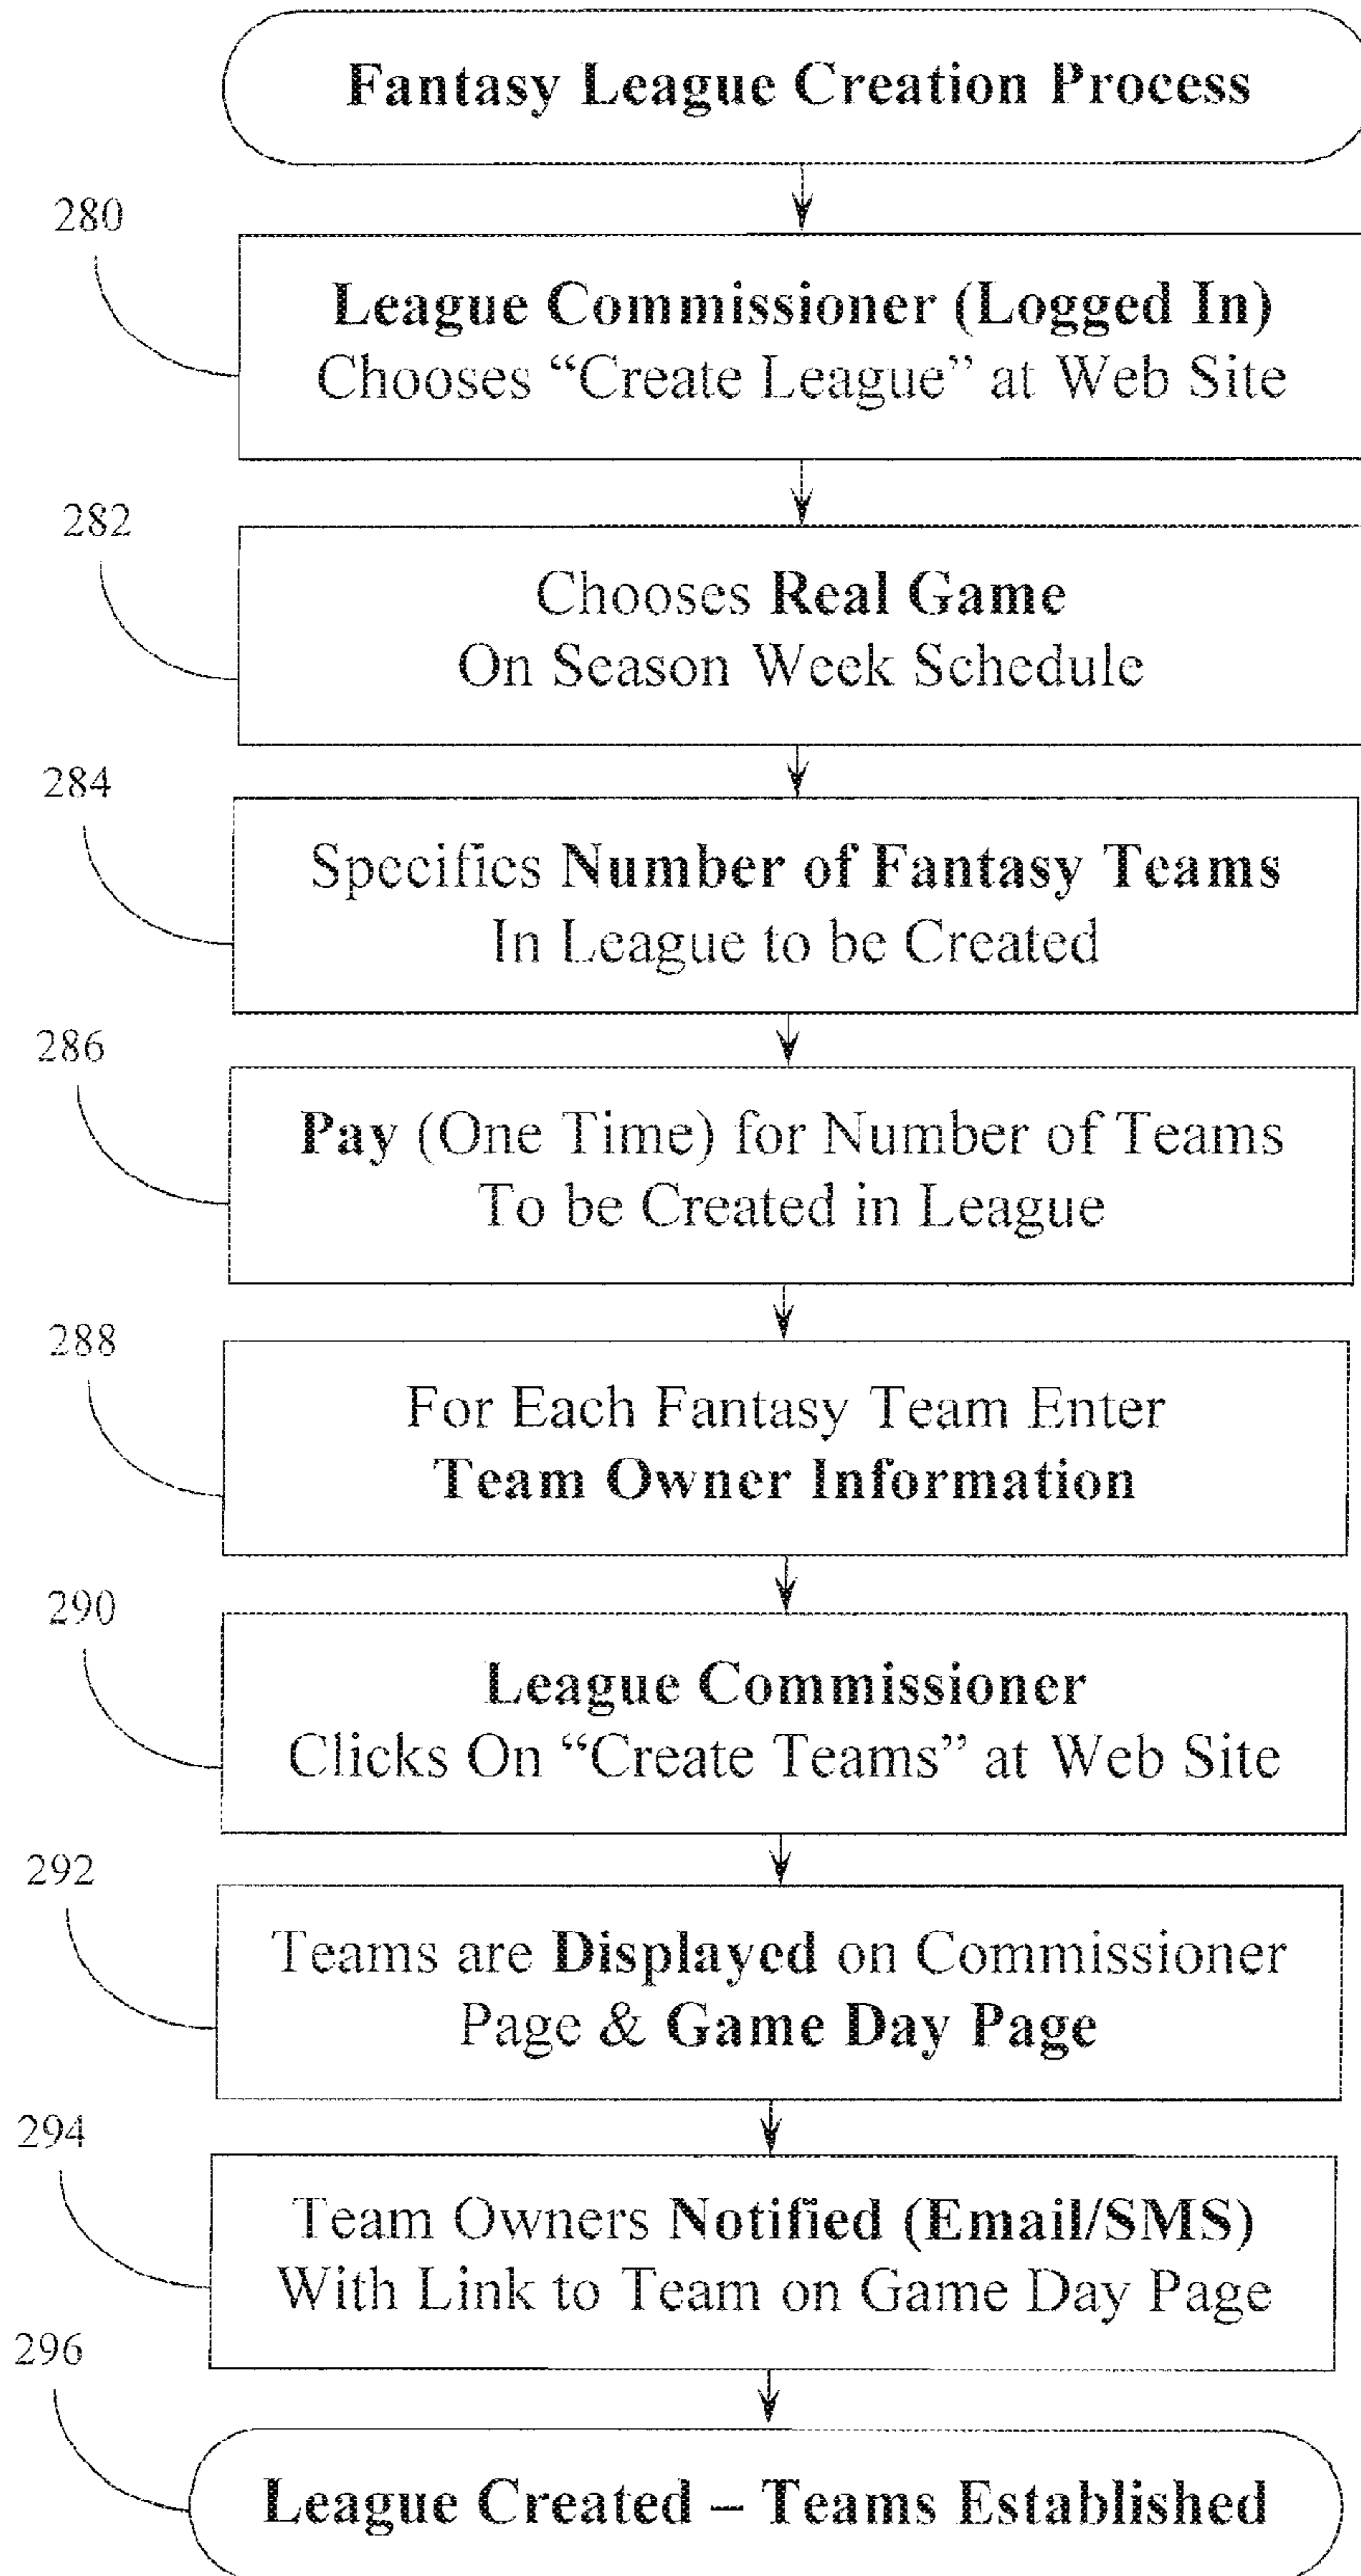 Fantasy League Creation Process
280
League Commissioner (Logged In)
Chooses “Create League” at Web Site
282
Chooses Real Game
On Season Week Schedule
284
Specifies Number of Fantasy Teams
In League to be Created
286
Pay (One Time) for Number of Teams
To be Created in League
288
For Each Fantasy Team Enter
Team Owner Information
290
League Commissioner
Clicks On “Create Teams” at Web Site
292
Teams are Displayed on Commissioner
Page & Game Day Page
294
Team Owners Notified (Email/SMS)
With Link to Team on Game Day Page
296
League Created – Teams Established